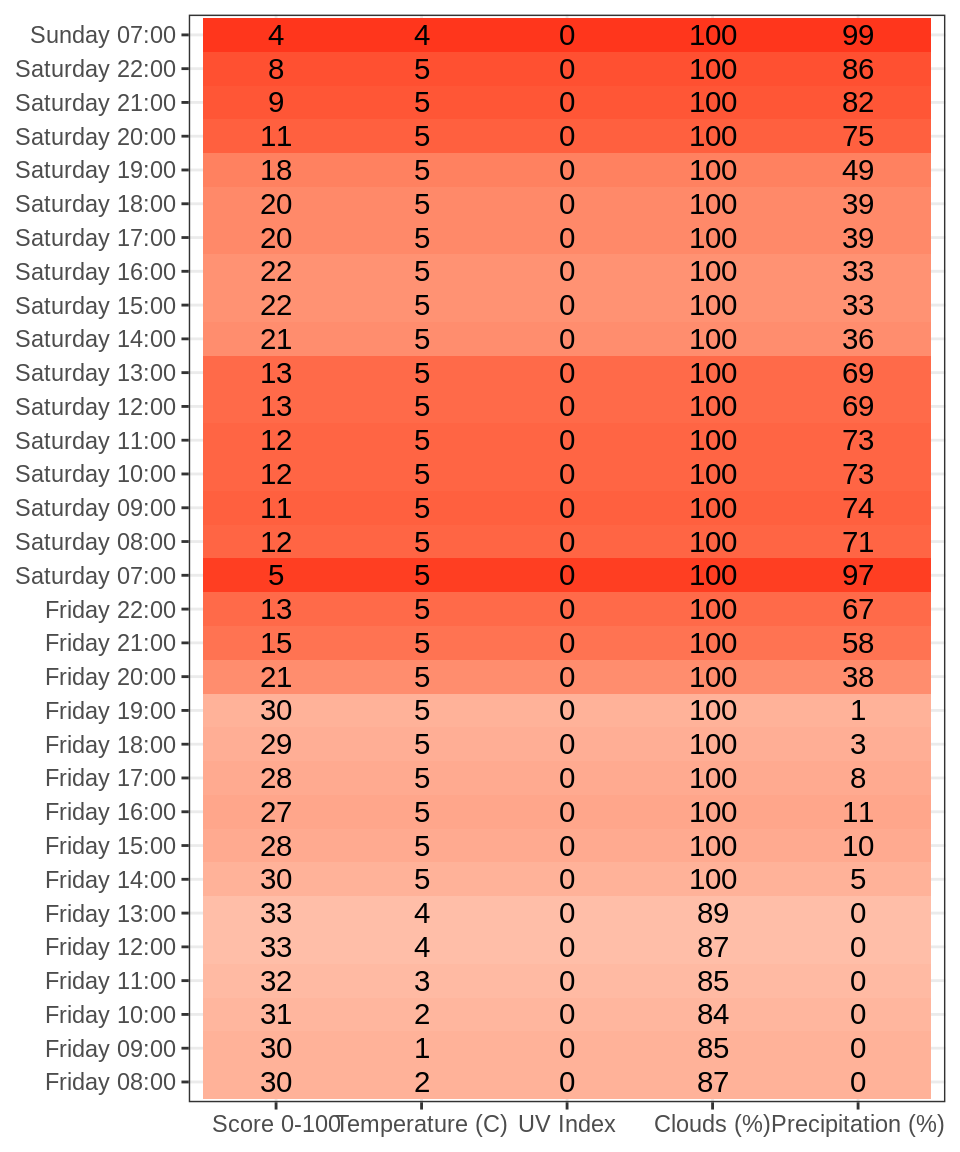 Sunday 07:00 4 4 0 100 99
Saturday 22:00 8 5 0 100 86
Saturday 21:00 9 5 0 100 82
Saturday 20:00 11 5 0 100 75
Saturday 19:00 18 5 0 100 49
Saturday 18:00 20 5 0 100 39
Saturday 17:00 20 5 0 100 39
Saturday 16:00 22 5 0 100 33
Saturday 15:00 22 5 0 100 33
Saturday 14:00 21 5 0 100 36
Saturday 13:00 13 5 0 100 69
Saturday 12:00 13 5 0 100 69
Saturday 11:00 12 5 0 100 73
Saturday 10:00 12 5 0 100 73
Saturday 09:00 11 5 0 100 74
Saturday 08:00 12 5 0 100 71
Saturday 07:00 5 5 0 100 97
Friday 22:00 13 5 0 100 67
Friday 21:00 15 5 0 100 58
Friday 20:00 21 5 0 100 38
Friday 19:00 30 5 0 100 1
Friday 18:00 29 5 0 100 3
Friday 17:00 28 5 0 100 8
Friday 16:00 27 5 0 100 11
Friday 15:00 28 5 0 100 10
Friday 14:00 30 5 0 100 5
Friday 13:00 33 4 0 89 0
Friday 12:00 33 4 0 87 0
Friday 11:00 32 3 0 85 0
Friday 10:00 31 2 0 84 0
Friday 09:00 30 1 0 85 0
Friday 08:00 30 2 0 87 0
Score 0-100 Temperature (C) UV Index Clouds (%) Precipitation (%)